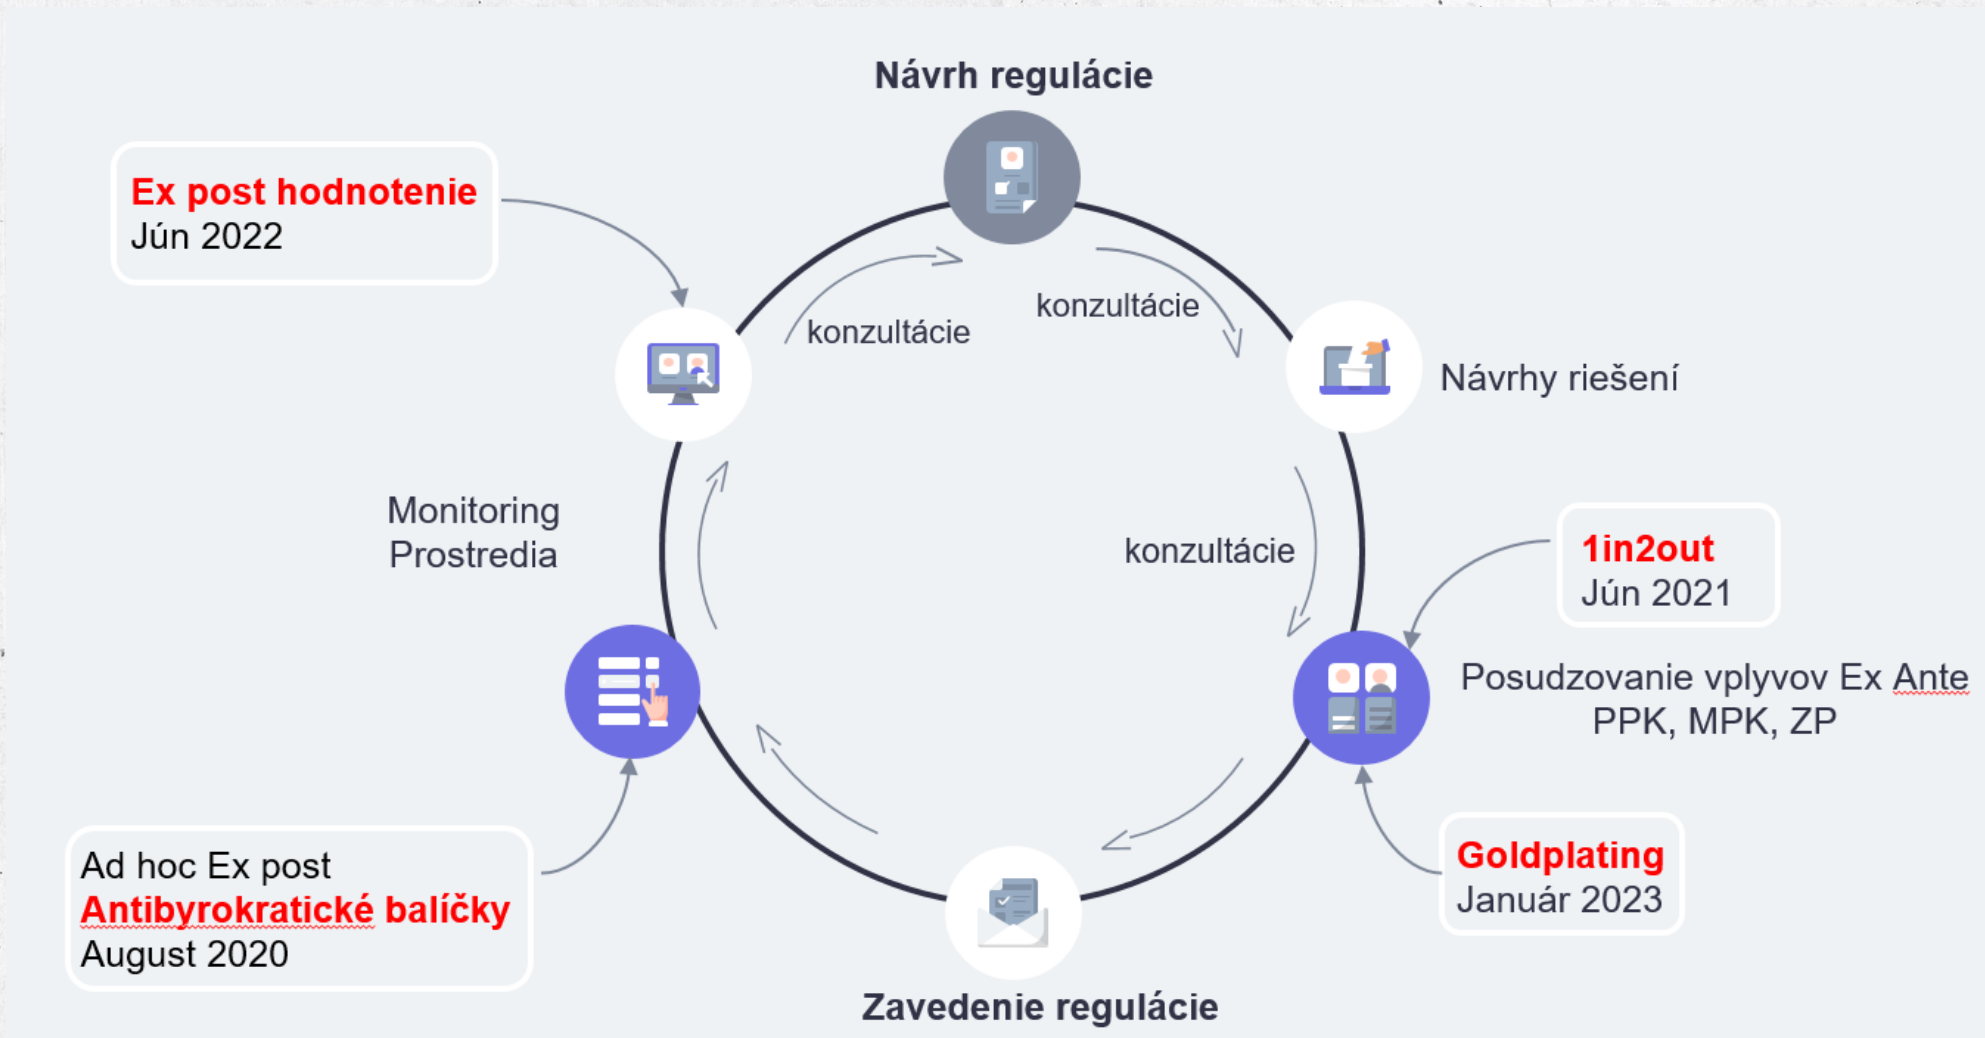 Návrh regulácie
Ex post hodnotenie
Jún 2022
konzultácie
konzultácie
Návrhy riešení
Monitoring
Prostredia
konzultácie
1in2out
Jún 2021
Posudzovanie vplyvov Ex Ante
PPK, MPK, ZP
Ad hoc Ex post
Antibyrokratické balíčky
August 2020
Goldplating
Január 2023
Zavedenie regulácie